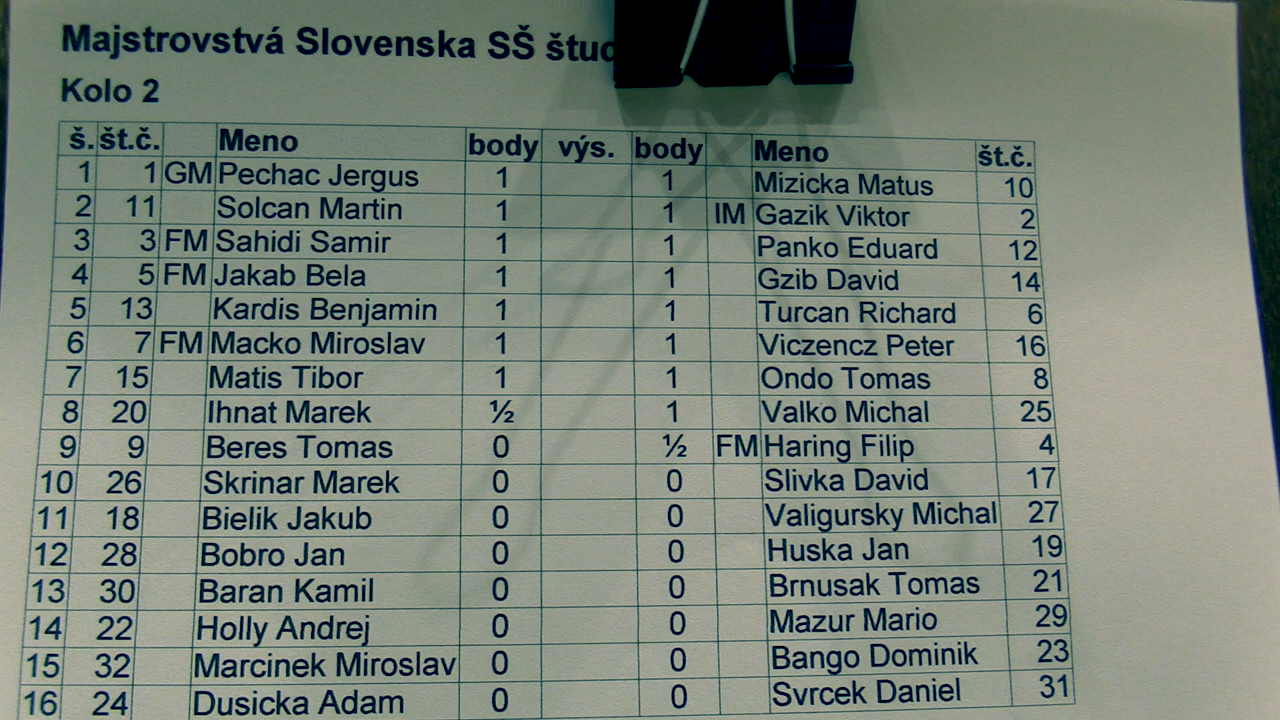 Majstrovstvá Slovenska SŠ štud
Kolo 2
š. št.č. Meno body výs. body Meno št.č.
1 1 GM Pechac Jergus 1 1 Mizicka Matus 10
2 11 Solcan Martin 1 1 IM Gazik Viktor 2
3 3 FM Sahidi Samir 1 1 Panko Eduard 12
4 5 FM Jakab Bela 1 1 Gzib David 14
5 13 Kardis Benjamin 1 1 Turcan Richard 6
6 7 FM Macko Miroslav 1 1 Viczencz Peter 16
7 15 Matis Tibor 1 1 Ondo Tomas 8
8 20 Ihnat Marek ½ 1 Valko Michal 25
9 9 Beres Tomas 0 ½ FM Haring Filip 4
10 26 Skrinar Marek 0 0 Slivka David 17
11 18 Bielik Jakub 0 0 Valigursky Michal 27
12 28 Bobro Jan 0 0 Huska Jan 19
13 30 Baran Kamil 0 0 Brnusak Tomas 21
14 22 Holly Andrej 0 0 Mazur Mario 29
15 32 Marcinek Miroslav 0 0 Bango Dominik 23
16 24 Dusicka Adam 0 0 Svrcek Daniel 31